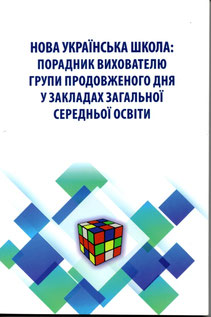 НОВА УКРАЇНСЬКА ШКОЛА:
ПОРАДНИК ВИХОВАТЕЛЮ
ГРУПИ ПРОДОВЖЕНОГО ДНЯ
У ЗАКЛАДАХ ЗАГАЛЬНОЇ
СЕРЕДНЬОЇ ОСВІТИ